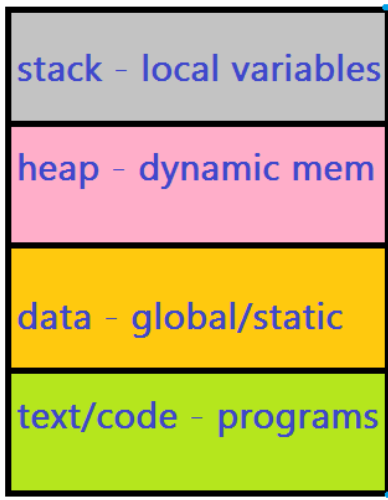 stack - local variables
heap - dynamic mem
data - global/static
text/code - programs